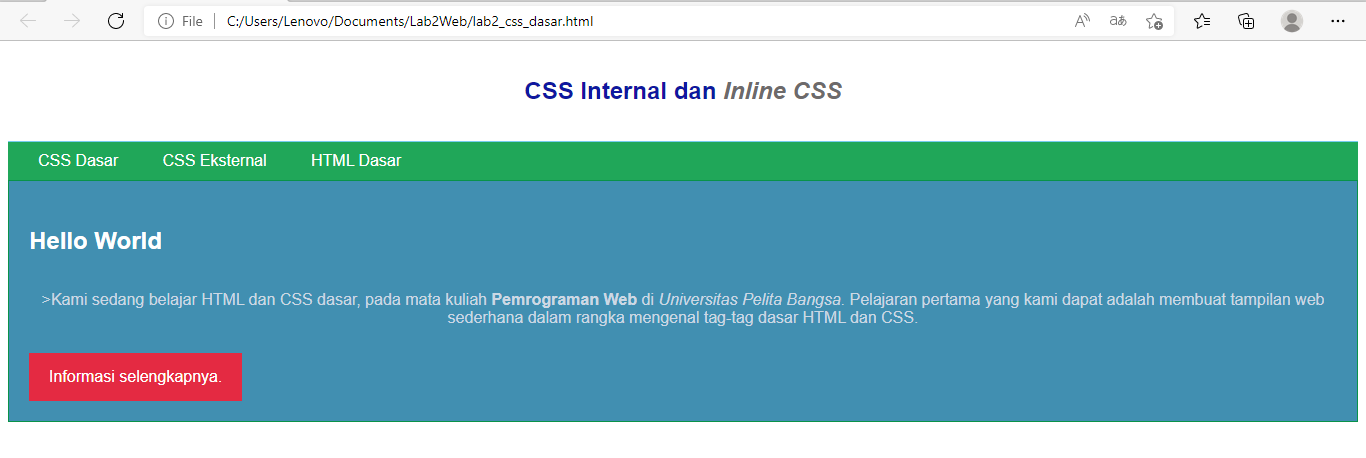 File C:/Users/Lenovo/Documents/Lab2Web/lab2_css_dasar.html
CSS Internal dan Inline CSS
CSS Dasar CSS Eksternal HTML Dasar
Hello World
>Kami sedang belajar HTML dan CSS dasar, pada mata kuliah Pemrograman Web di Universitas Pelita Bangsa. Pelajaran pertama yang kami dapat adalah membuat tampilan web
sederhana dalam rangka mengenal tag-tag dasar HTML dan CSS.
Informasi selengkapnya.